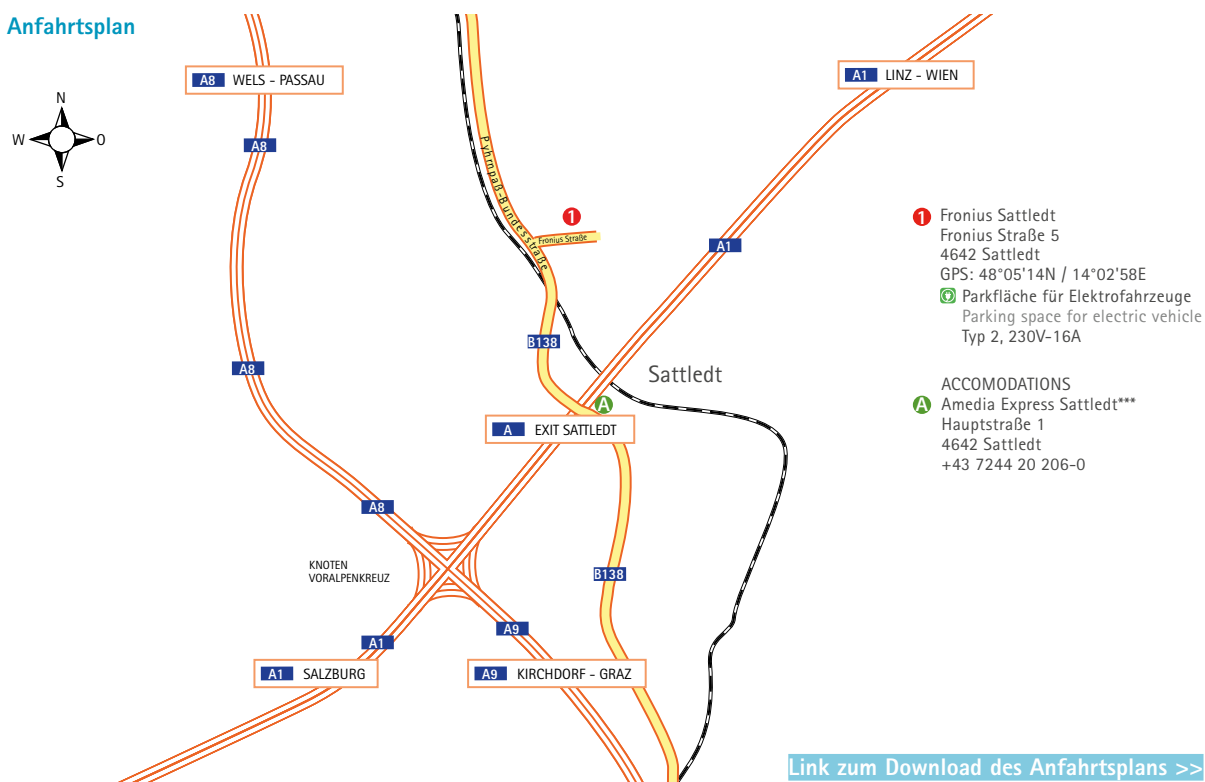 Anfahrtsplan
N
W
O
S
A8 WELS - PASSAU
A1 LINZ - WIEN
A8
Pyhrnpaß-Bundesstraße
1
Fronius Straße
A1
B138
A8
Sattledt
A
A EXIT SATTLEDT
A8
KNOTEN
VORALPENKREUZ
B138
A9
A1
A1 SALZBURG
A9 KIRCHDORF - GRAZ
1 Fronius Sattledt
Fronius Straße 5
4642 Sattledt
GPS: 48°05'14N / 14°02'58E
Parkfläche für Elektrofahrzeuge
Parking space for electric vehicle
Typ 2, 230V-16A
ACCOMODATIONS
A Amedia Express Sattledt***
Hauptstraße 1
4642 Sattledt
+43 7244 20 206-0
Link zum Download des Anfahrtsplans >>